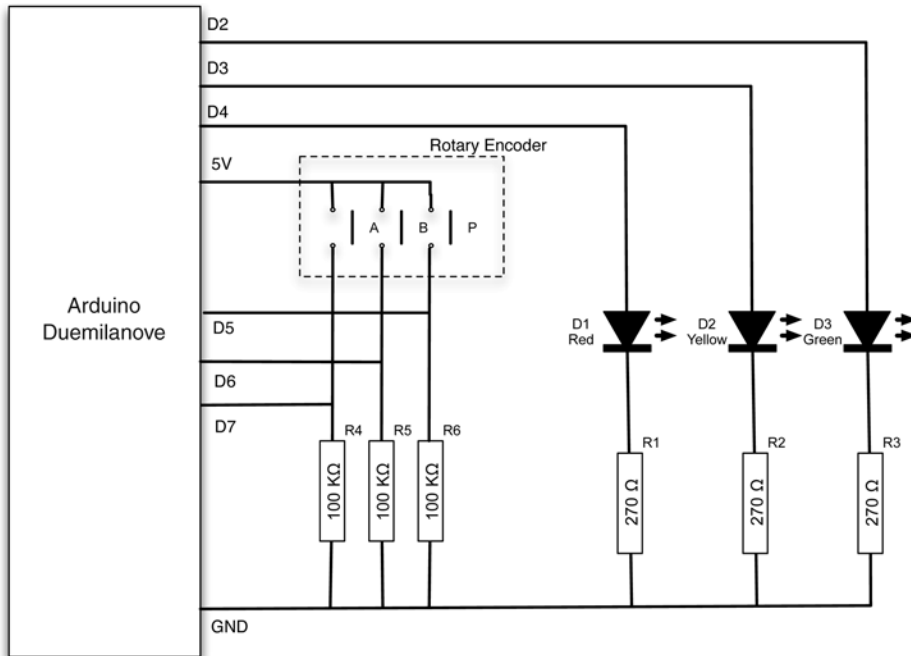 D2
D3
D4
Rotary Encoder
5V
A
B
P
Arduino
Duemilanove
D5
D6
D7
D1
Red
D2
Yellow
D3
Green
R4
R5
R6
R1
R2
R3
100 KΩ
100 KΩ
100 KΩ
270 Ω
270 Ω
270 Ω
GND